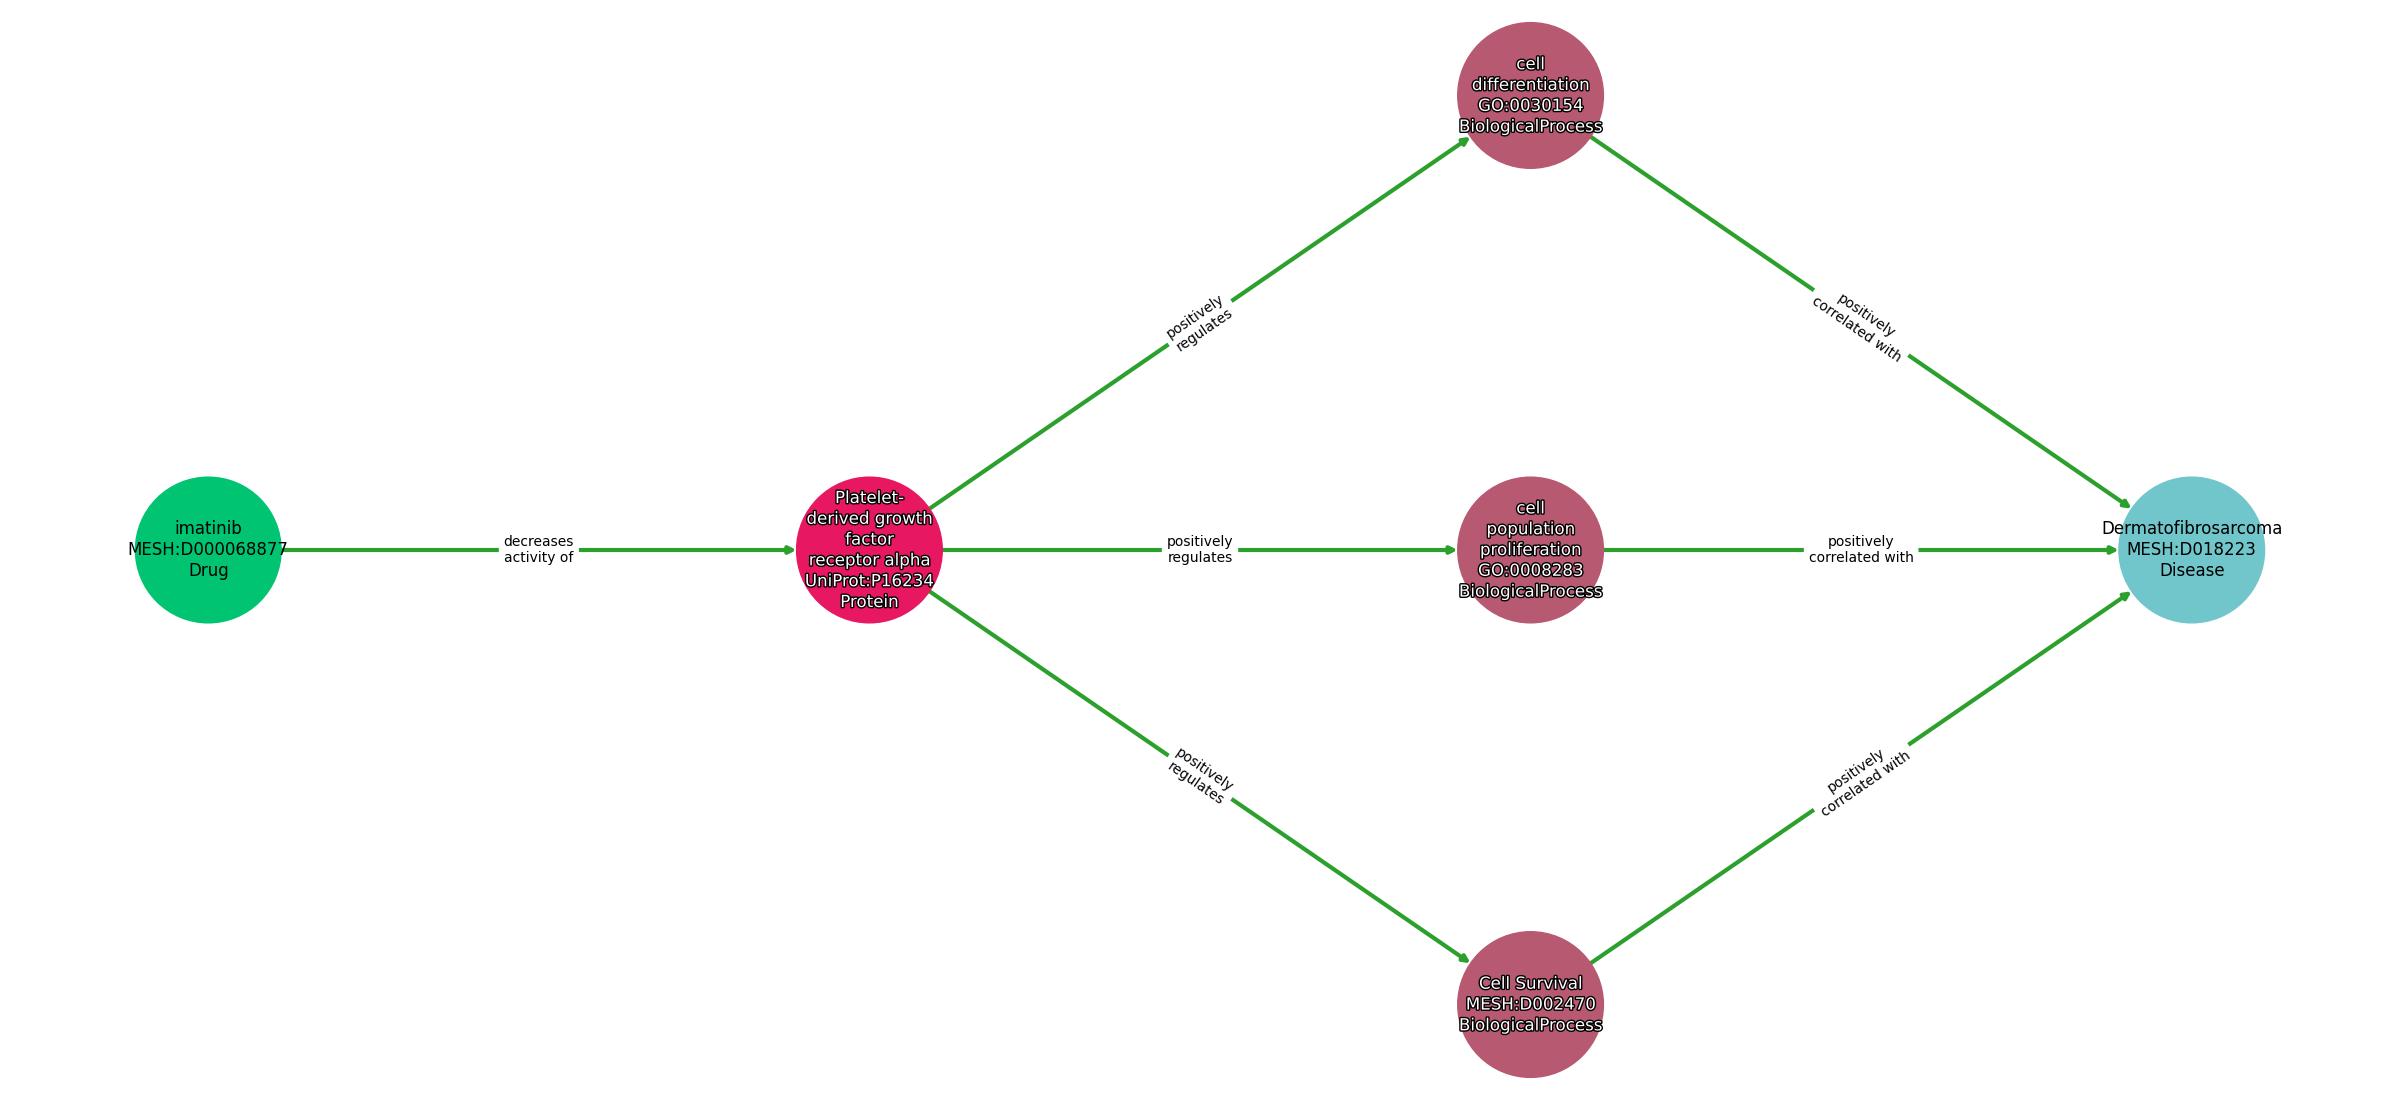 cell
differentiation
GO:0030154
BiologicalProcess
positively
regulates
positively
correlated with
imatinib
MESH:D000068877
Drug
decreases
activity of
Platelet-
derived growth
factor
receptor alpha
UniProt:P16234
Protein
positively
regulates
cell
population
proliferation
GO:0008283
BiologicalProcess
positively
correlated with
Dermatofibrosarcoma
MESH:D018223
Disease
positively
regulates
positively
correlated with
Cell Survival
MESH:D002470
BiologicalProcess